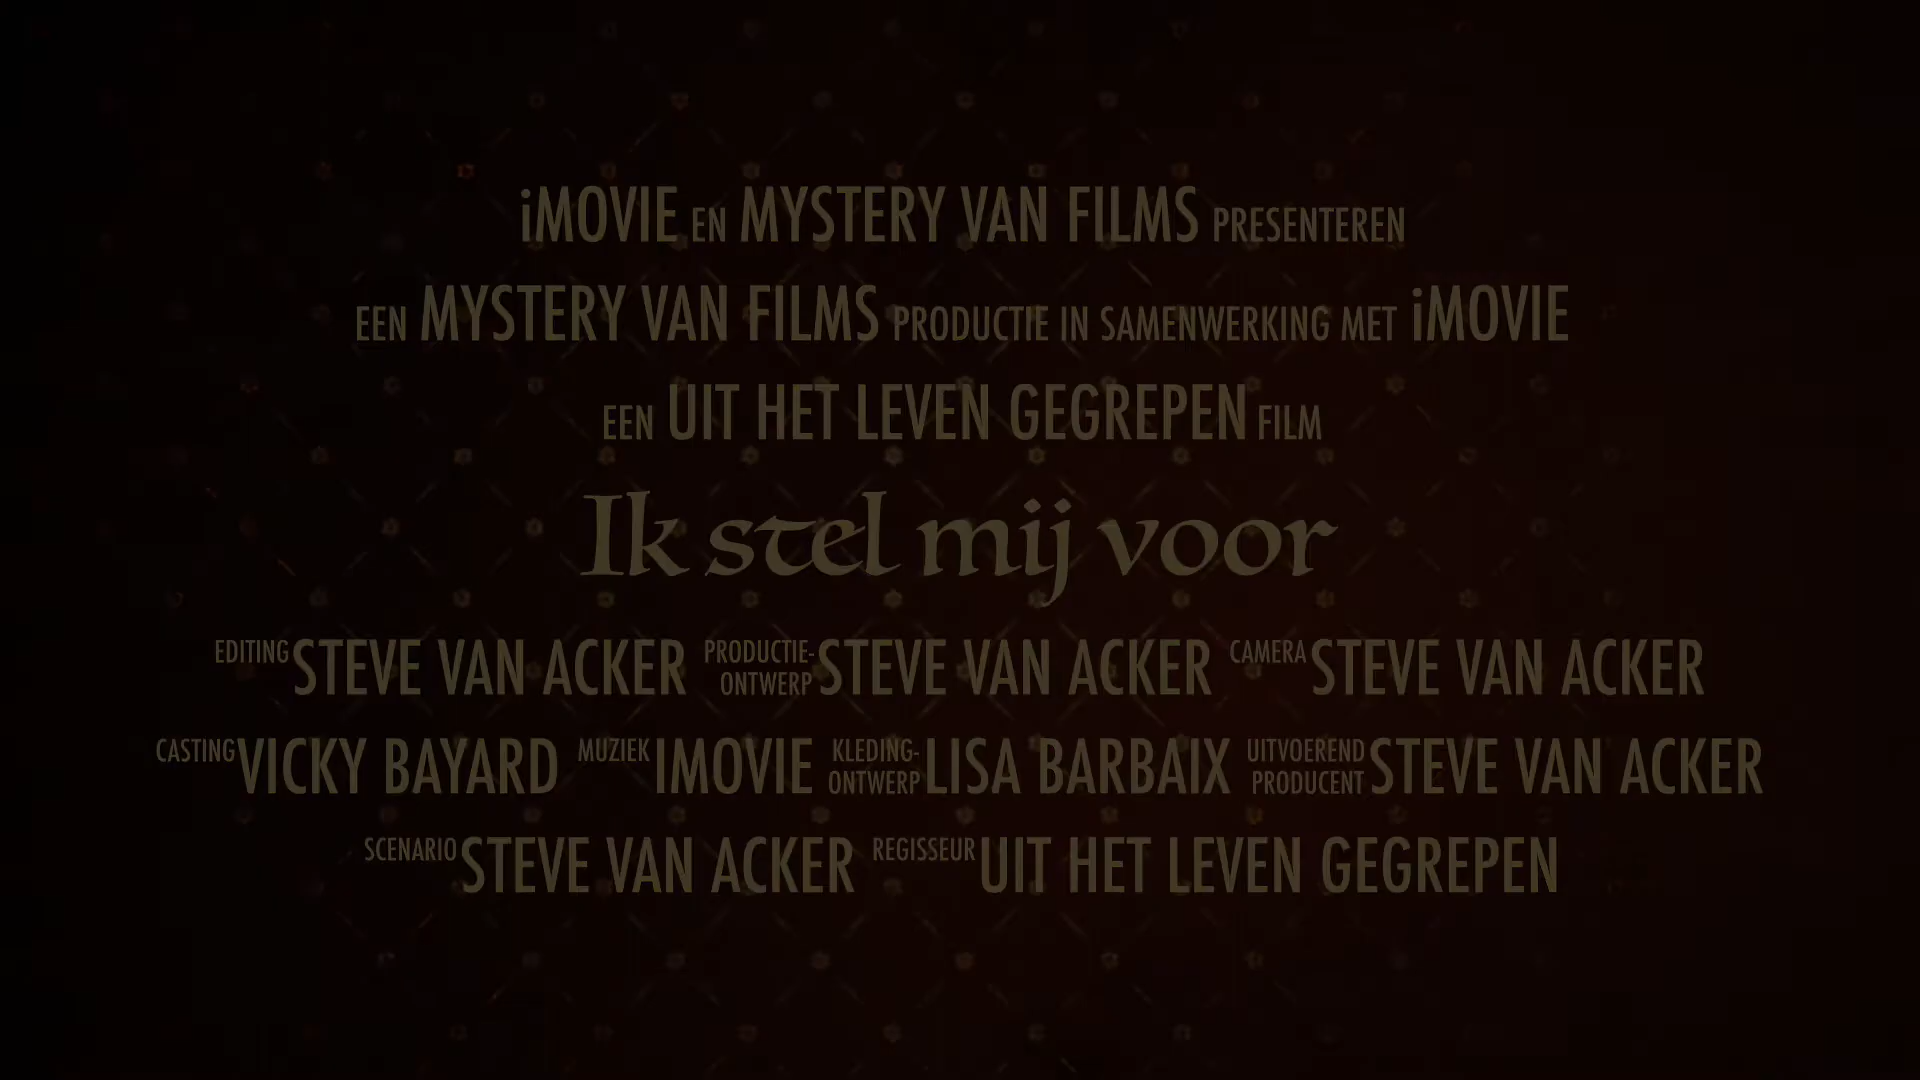 iMOVIE EN MYSTERY VAN FILMS PRESENTEREN
EEN MYSTERY VAN FILMS PRODUCTIE IN SAMENWERKING MET iMOVIE
EEN UIT HET LEVEN GEGREPEN FILM
Ik stel mij voor
EDITING STEVE VAN ACKER PRODUCTIE-ONTWERP STEVE VAN ACKER CAMERA STEVE VAN ACKER
CASTING VICKY BAYARD MUZIEK IMOVIE KLEDING-ONTWERP LISA BARBAIX UITVOEREND PRODUCENT STEVE VAN ACKER
SCENARIO STEVE VAN ACKER REGISSEUR UIT HET LEVEN GEGREPEN